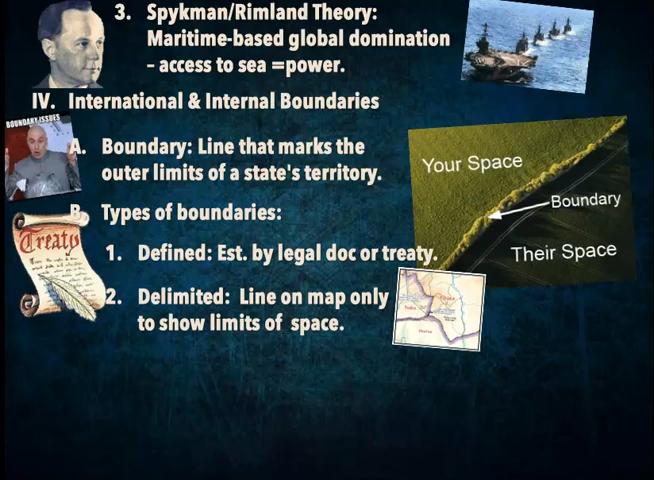 3. Spykman/Rimland Theory:
Maritime-based global domination
– access to sea =power.
IV. International & Internal Boundaries
BOUNDARY ISSUES
A. Boundary: Line that marks the
outer limits of a state's territory.
Your Space
Boundary
Their Space
B. Types of boundaries:
Treaty
1. Defined: Est. by legal doc or treaty.
2. Delimited: Line on map only
to show limits of space.